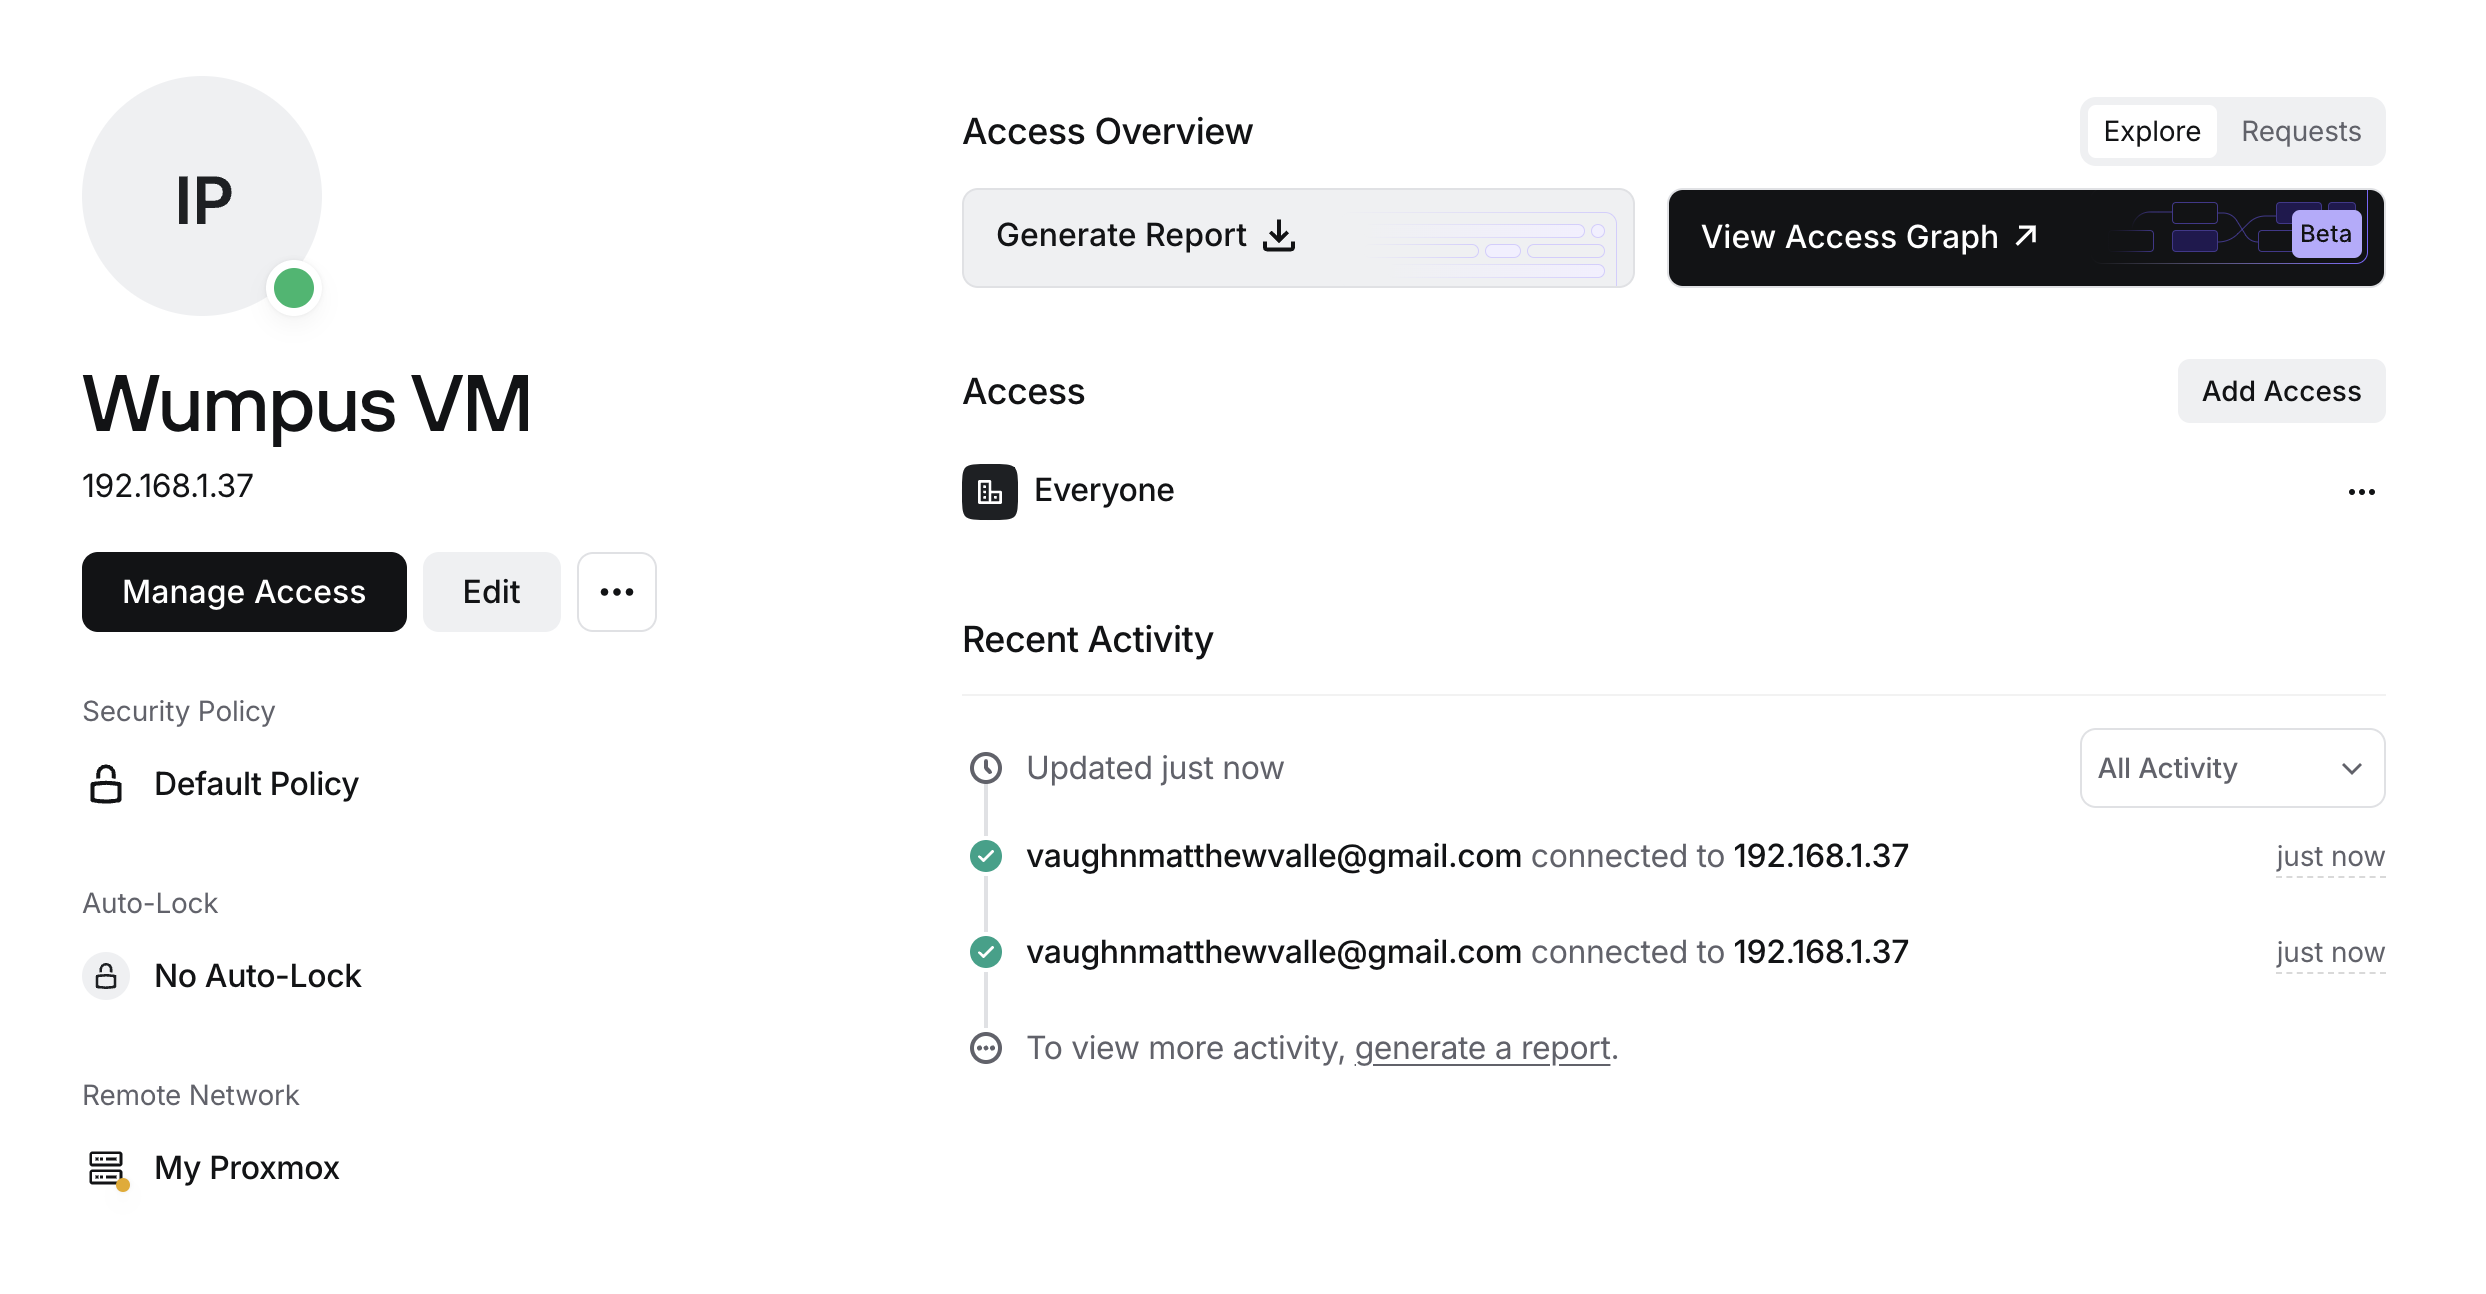 IP
Wumpus VM
192.168.1.37
Manage Access
Edit
Security Policy
Default Policy
Auto-Lock
No Auto-Lock
Remote Network
My Proxmox
Access Overview
Explore
Requests
Generate Report
View Access Graph
Beta
Access
Add Access
Everyone
Recent Activity
Updated just now
All Activity
vaughnmatthewvalle@gmail.com connected to 192.168.1.37
just now
vaughnmatthewvalle@gmail.com connected to 192.168.1.37
just now
To view more activity, generate a report.